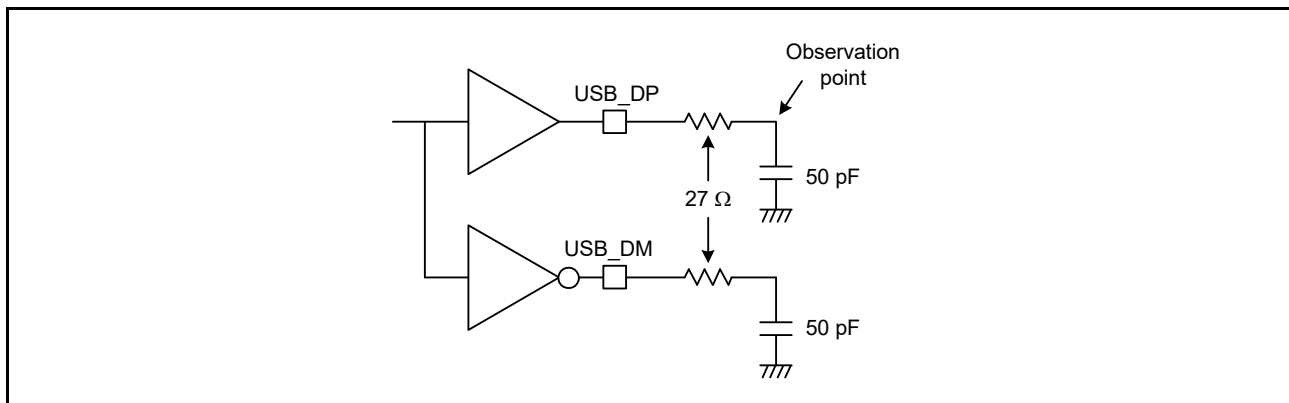 Observation
point
USB_DP
50 pF
27 Ω
USB_DM
50 pF